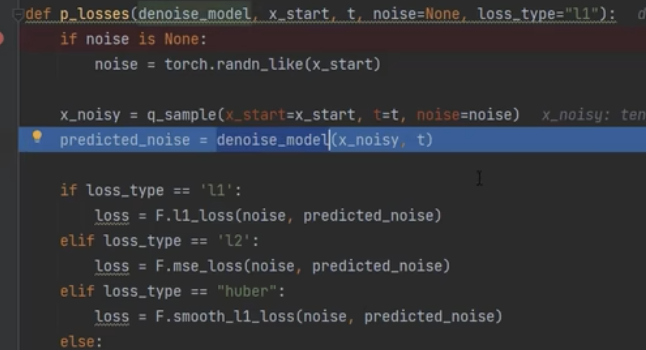 def p_losses(denoise_model, x_start, t, noise=None, loss_type="l1"):
if noise is None:
noise = torch.randn_like(x_start)
x_noisy = q_sample(x_start=x_start, t=t, noise=noise) x_noisy: ten
predicted_noise = denoise_model(x_noisy, t)
if loss_type == 'l1':
loss = F.l1_loss(noise, predicted_noise)
elif loss_type == 'l2':
loss = F.mse_loss(noise, predicted_noise)
elif loss_type == "huber":
loss = F.smooth_l1_loss(noise, predicted_noise)
else: